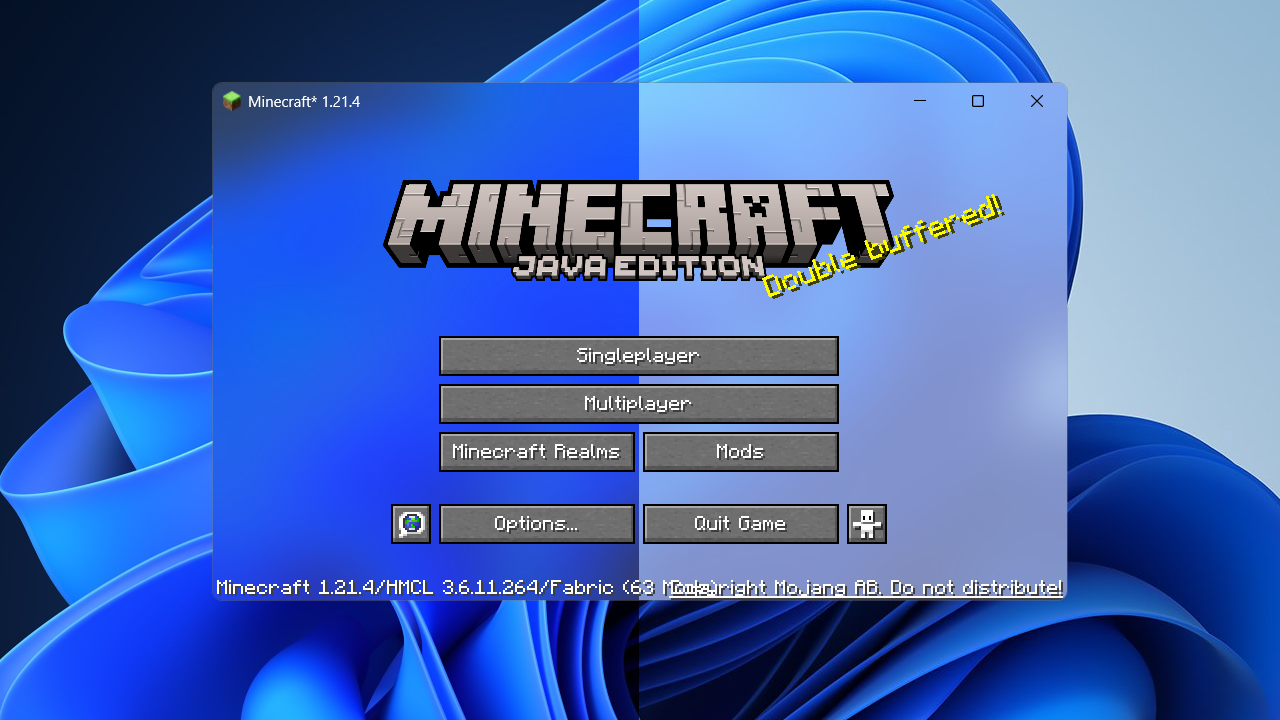 Minecraft* 1.21.4
MINECRAFT
JAVA EDITION
Double buffered!
Singleplayer
Multiplayer
Minecraft Realms
Mods
Options...
Quit Game
Minecraft 1.21.4/HMCL 3.6.11.264/Fabric (63 Mods)
Copyright Mojang AB. Do not distribute!